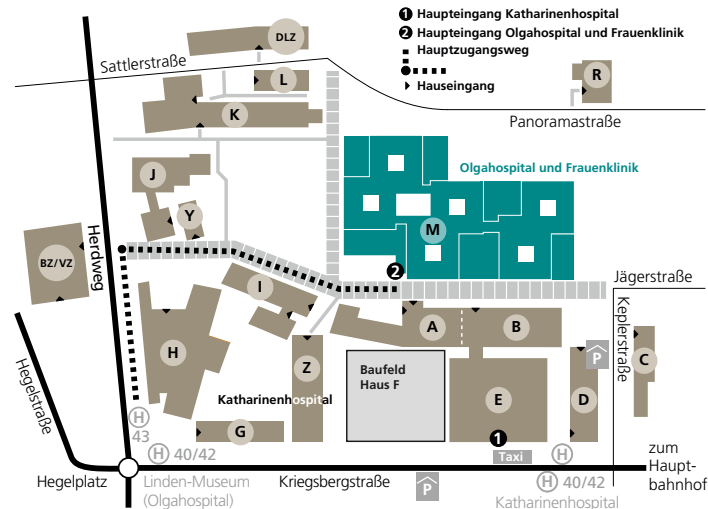 1 Haupteingang Katharinenhospital
2 Haupteingang Olgahospital und Frauenklinik
Hauptzugangsweg
Hauseingang
DLZ
Sattlerstraße
L
R
K
Panoramastraße
Olgahospital und Frauenklinik
J
Y
M
Herdweg
BZ/VZ
2
Jägerstraße
I
A
B
Keplerstraße
P
H
Z
Baufeld
Haus F
C
Hegelstraße
Katharinenhospital
E
D
G
H
43
1
H 40/42
Taxi
H
zum
Haupt-
bahnhof
Hegelplatz
Linden-Museum
(Olgahospital)
Kriegsbergstraße
P
H 40/42
Katharinenhospital